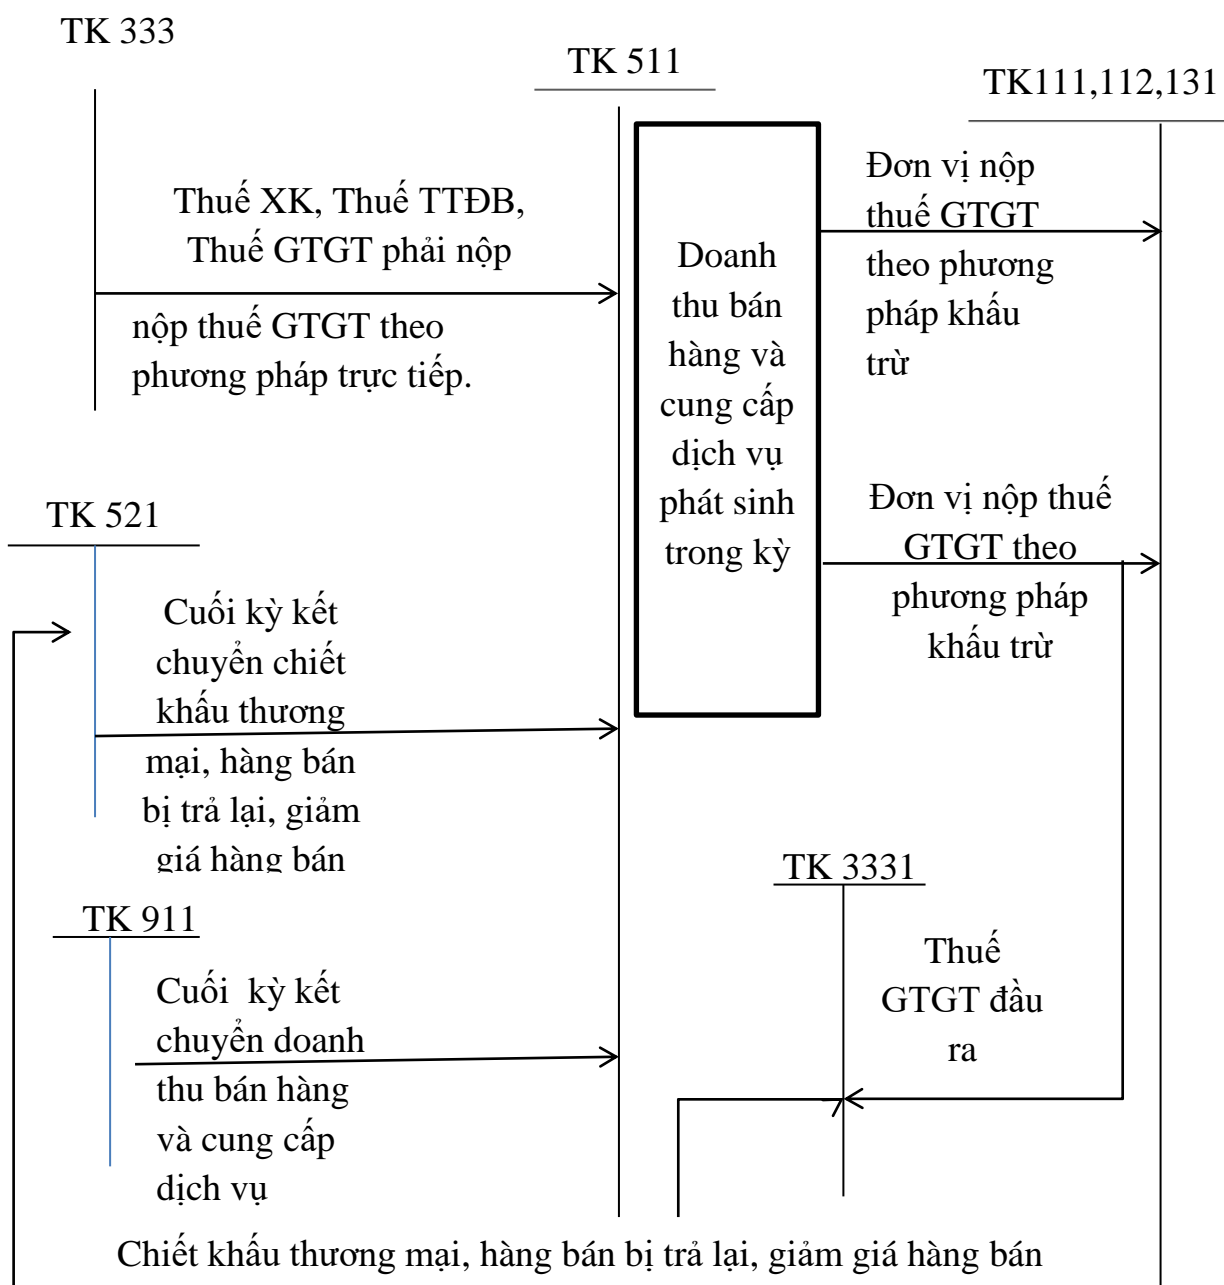 TK 333
TK 511
TK111,112,131
Thuế XK, Thuế TTĐB,
Thuế GTGT phải nộp
nộp thuế GTGT theo
phương pháp trực tiếp.
Doanh
thu bán
hàng và
cung cấp
dịch vụ
phát sinh
trong kỳ
Đơn vị nộp
thuế GTGT
theo phương
pháp khấu
trừ
Đơn vị nộp thuế
GTGT theo
phương pháp
khấu trừ
TK 521
Cuối kỳ kết
chuyển chiết
khấu thương
mại, hàng bán
bị trả lại, giảm
giá hàng bán
TK 3331
Thuế
GTGT đầu
ra
TK 911
Cuối kỳ kết
chuyển doanh
thu bán hàng
và cung cấp
dịch vụ
Chiết khấu thương mại, hàng bán bị trả lại, giảm giá hàng bán